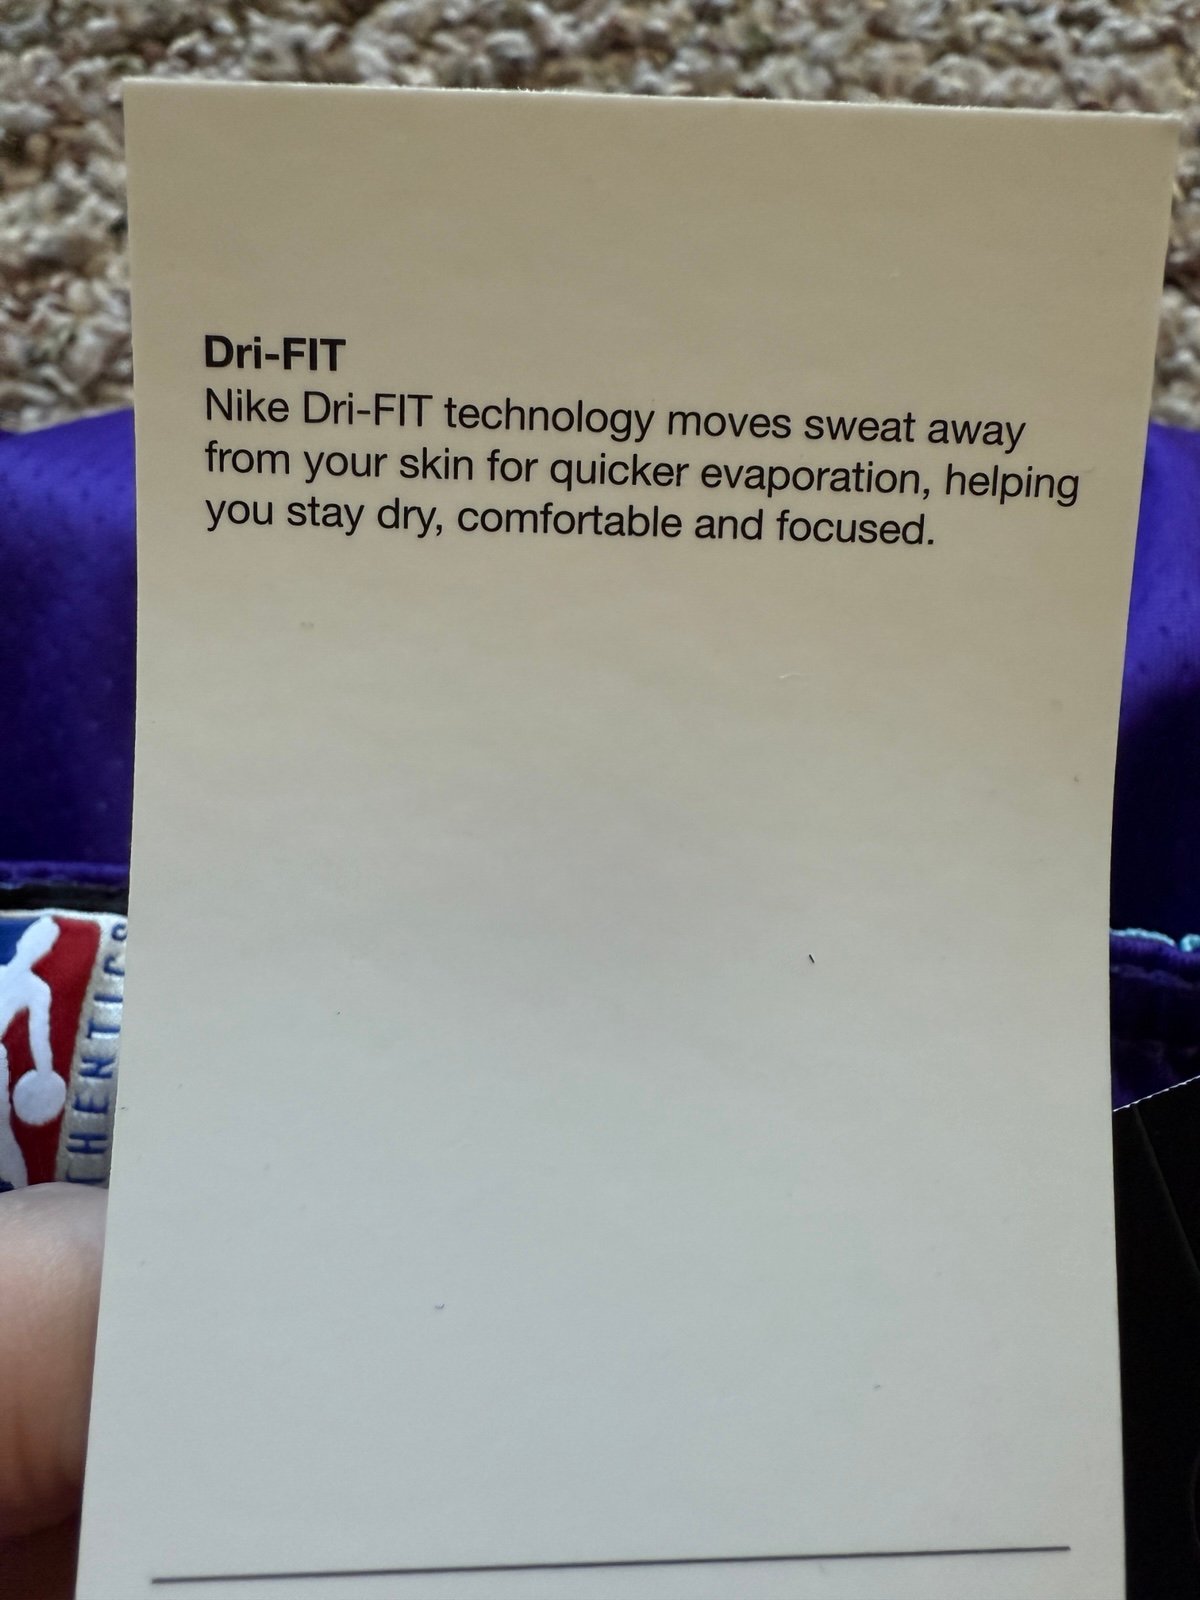 Dri-FIT
Nike Dri-FIT technology moves sweat away
from your skin for quicker evaporation, helping
you stay dry, comfortable and focused.